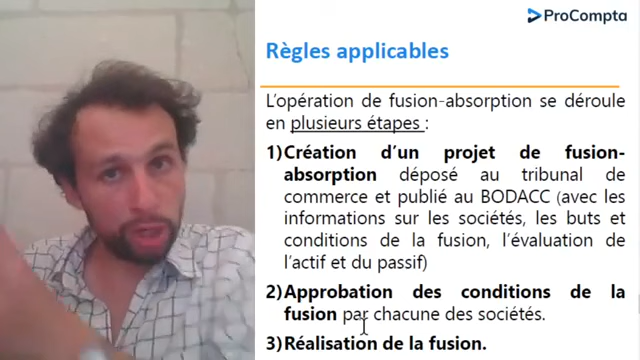 ProCompta
Règles applicables
L'opération de fusion-absorption se déroule
en plusieurs étapes :
1) Création d'un projet de fusion-
absorption déposé au tribunal de
commerce et publié au BODACC (avec les
informations sur les sociétés, les buts et
conditions de la fusion, l'évaluation de
l'actif et du passif)
2) Approbation des conditions de la
fusion par chacune des sociétés.
3) Réalisation de la fusion.